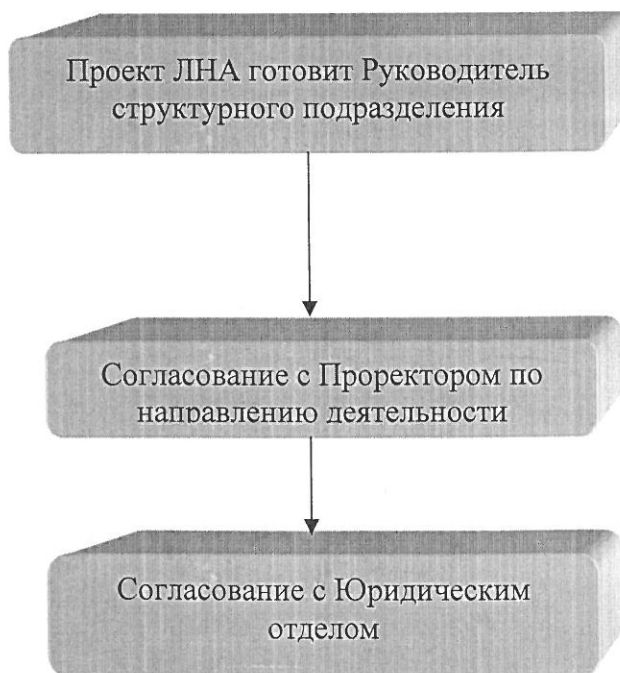 Проект ЛНА готовит Руководитель
структурного подразделения
Согласование с Проректором по
направлению деятельности
Согласование с Юридическим
отделом